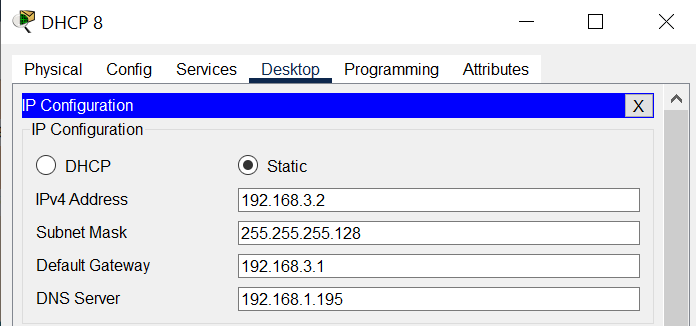 DHCP 8
Physical Config Services Desktop Programming Attributes
IP Configuration X
IP Configuration
DHCP Static
IPv4 Address 192.168.3.2
Subnet Mask 255.255.255.128
Default Gateway 192.168.3.1
DNS Server 192.168.1.195